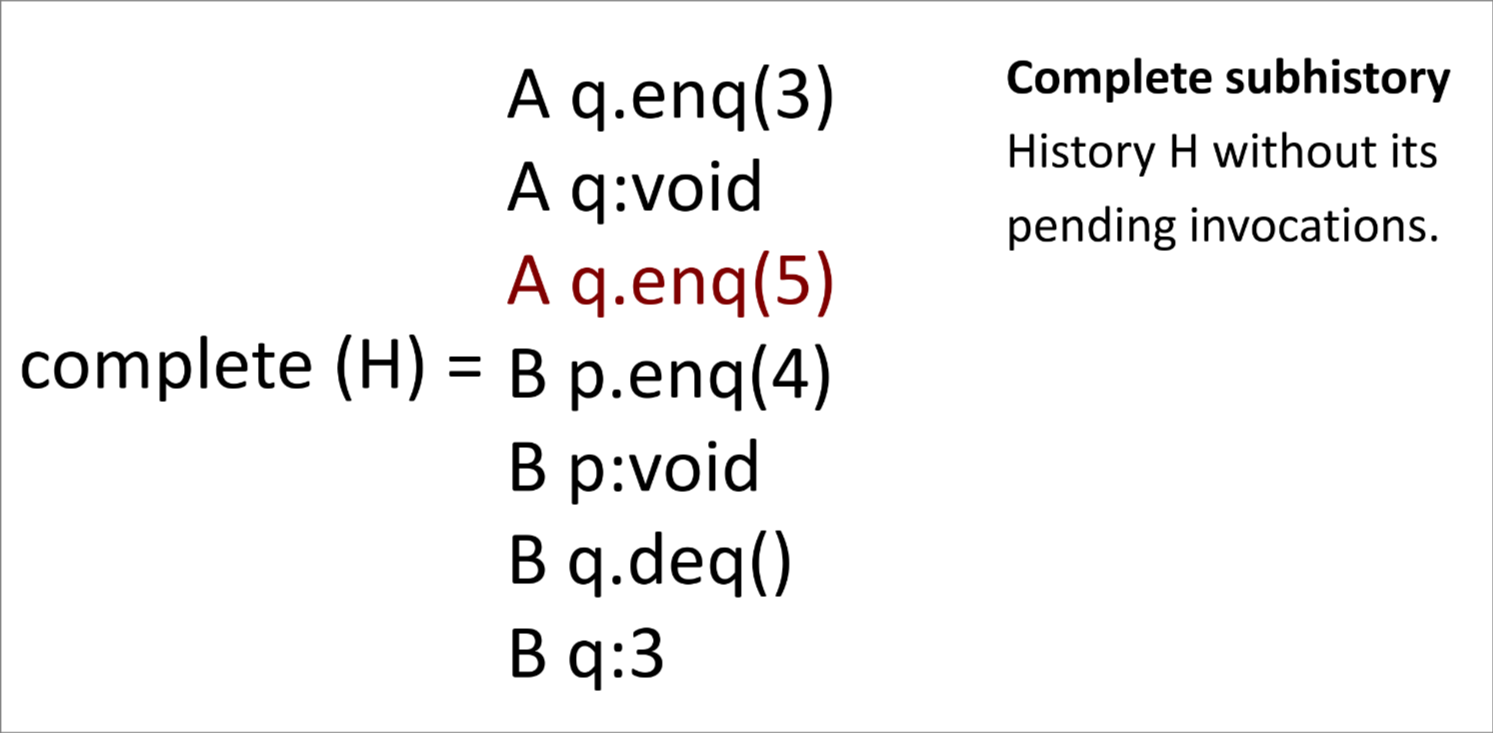 A q.enq(3)
A q:void
A q.enq(5)
complete (H) = B p.enq(4)
B p:void
B q.deq()
B q:3
Complete subhistory
History H without its
pending invocations.